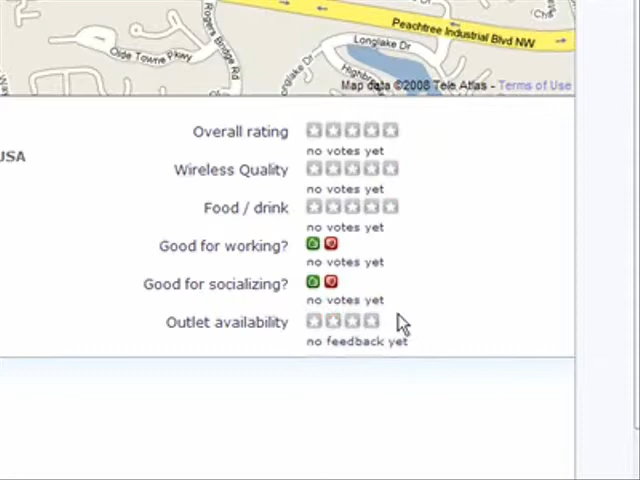 Peachtree Industrial Blvd NW
Rogers Bridge Rd
Olde Towne Pkwy
Longlake Dr
Map data ©2008 Tele Atlas - Terms of Use
USA
Overall rating
no votes yet
Wireless Quality
no votes yet
Food / drink
no votes yet
Good for working?
no votes yet
Good for socializing?
no votes yet
Outlet availability
no feedback yet